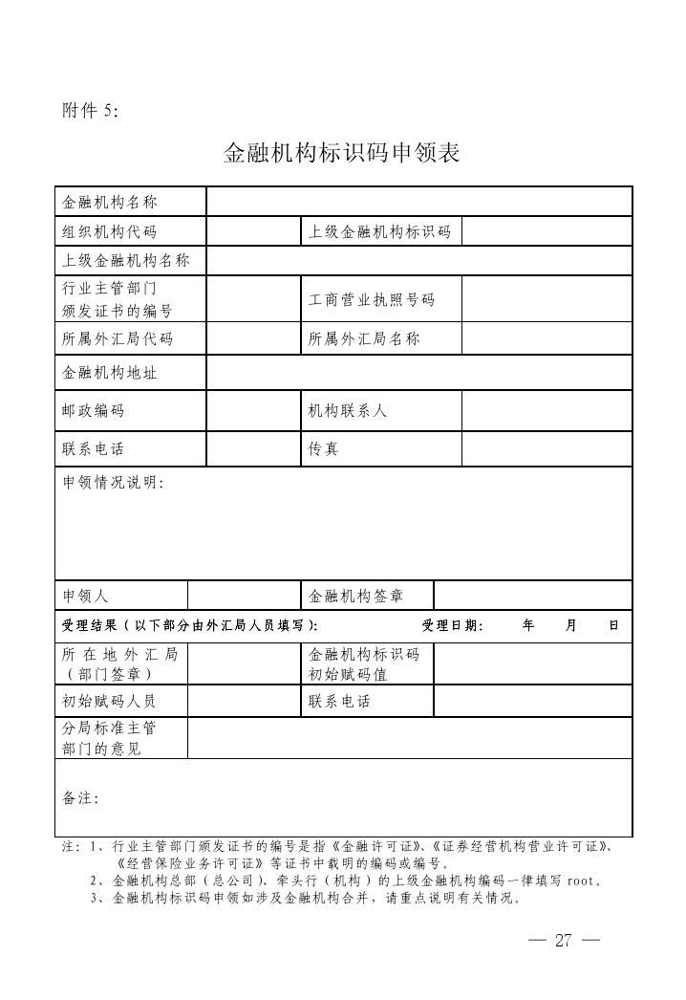 附件 5：
金融机构标识码申领表
金融机构名称
组织机构代码 上级金融机构标识码
上级金融机构名称
行业主管部门
颁发证书的编号 工商营业执照号码
所属外汇局代码 所属外汇局名称
金融机构地址
邮政编码 机构联系人
联系电话 传真
申领情况说明：
申领人 金融机构签章
受理结果（以下部分由外汇局人员填写）： 受理日期： 年 月 日
所在地外汇局 金融机构标识码
（部门签章） 初始赋码值
初始赋码人员 联系电话
分局标准主管
部门的意见
备注：
注：1、行业主管部门颁发证书的编号是指《金融许可证》、《证券经营机构营业许可证》、
《经营保险业务许可证》等证书中载明的编码或编号。
2、金融机构总部（总公司）、牵头行（机构）的上级金融机构编码一律填写 root。
3、金融机构标识码申领如涉及金融机构合并，请重点说明有关情况。
— 27 —